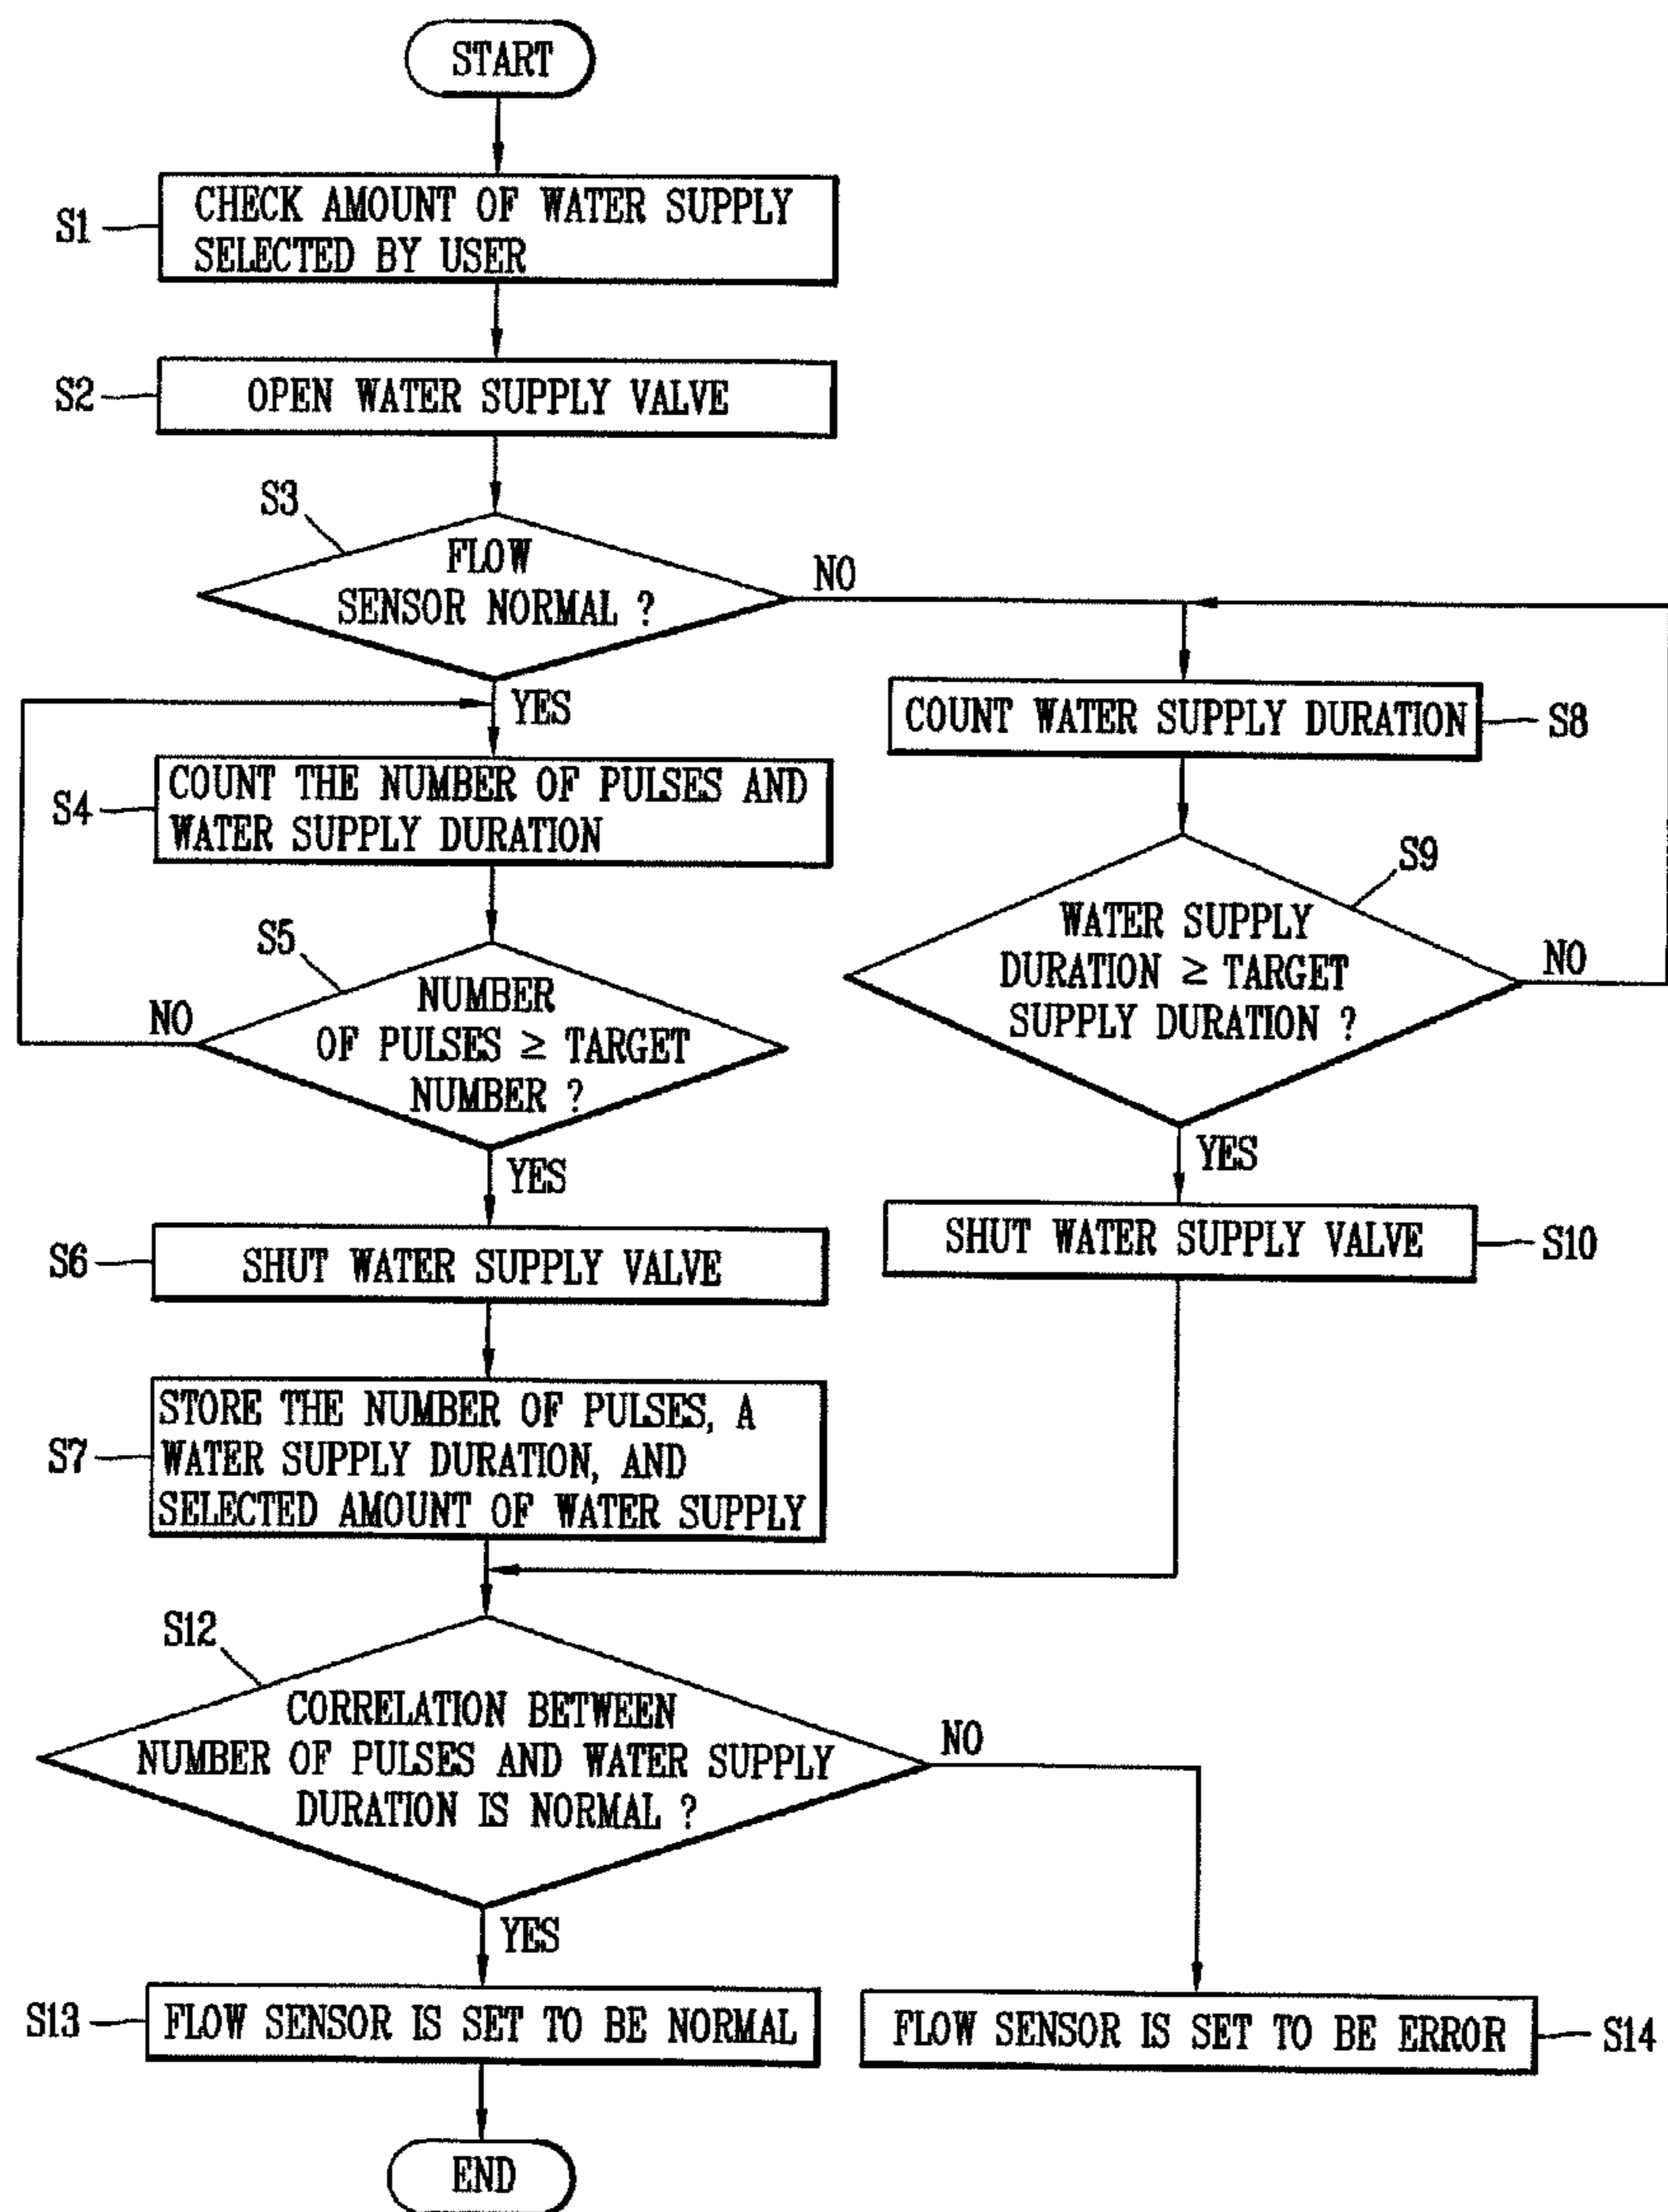 START
S1
CHECK AMOUNT OF WATER SUPPLY
SELECTED BY USER
S2
OPEN WATER SUPPLY VALVE
S3
FLOW
SENSOR NORMAL ?
NO
YES
S4
COUNT THE NUMBER OF PULSES AND
WATER SUPPLY DURATION
COUNT WATER SUPPLY DURATION
S8
S5
NUMBER
OF PULSES ≥ TARGET
NUMBER ?
NO
YES
S9
WATER SUPPLY
DURATION ≥ TARGET
SUPPLY DURATION ?
NO
YES
S6
SHUT WATER SUPPLY VALVE
SHUT WATER SUPPLY VALVE
S10
S7
STORE THE NUMBER OF PULSES, A
WATER SUPPLY DURATION, AND
SELECTED AMOUNT OF WATER SUPPLY
S12
CORRELATION BETWEEN
NUMBER OF PULSES AND WATER SUPPLY
DURATION IS NORMAL ?
NO
YES
S13
FLOW SENSOR IS SET TO BE NORMAL
FLOW SENSOR IS SET TO BE ERROR
S14
END